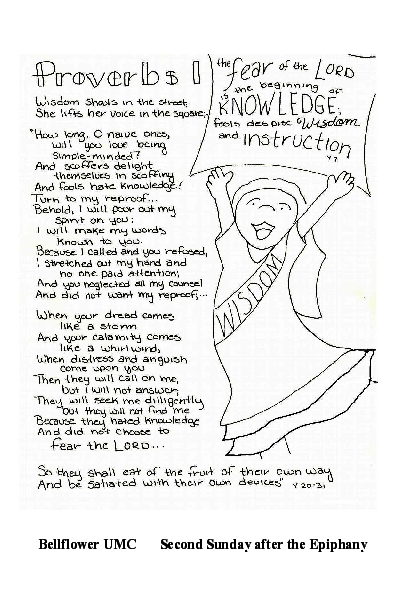 Proverbs 1
the fear of the LORD
is the beginning of
KNOWLEDGE;
fools despise Wisdom
and instruction
v 7
Wisdom shouts in the street,
She lifts her voice in the square;
"How long, O naive ones,
will you love being
simple-minded?
And scoffers delight
themselves in scoffing
And fools hate knowledge?
Turn to my reproof...
Behold, I will pour out my
spirit on you;
I will make my words
known to you.
Because I called and you refused,
I stretched out my hand and
no one paid attention;
And you neglected all my counsel
And did not want my reproof;...
When your dread comes
like a storm
And your calamity comes
like a whirlwind,
When distress and anguish
come upon you
Then they will call on me,
but I will not answer;
They will seek me diligently
but they will not find me
Because they hated knowledge
And did not choose to
fear the LORD...
So they shall eat of the fruit of their own way
And be satiated with their own devices" v 20-31
WISDOM
Bellflower UMC Second Sunday after the Epiphany